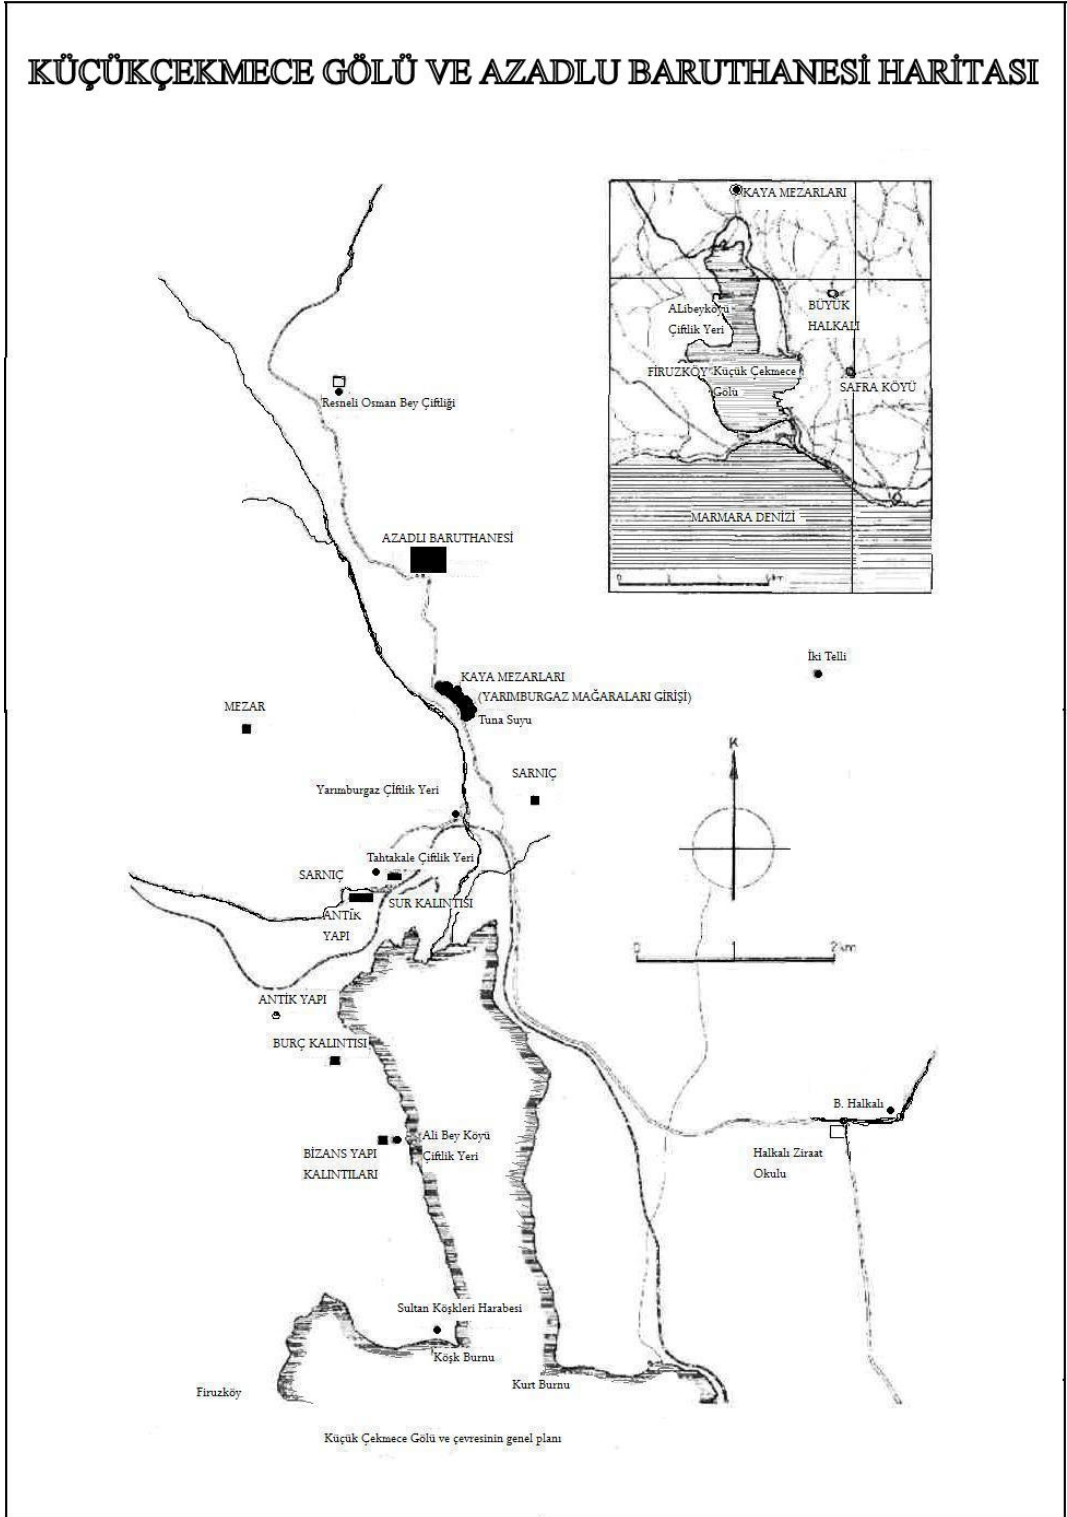 KÜÇÜKÇEKMECE GÖLÜ VE AZADLU BARUTHANESİ HARİTASI
KAYA MEZARLARI
ALibeyköyü
Çiftlik Yeri
BÜYÜK
HALKALI
FİRUZKÖY
Küçük Çekmece
Gölü
SAFRA KÖYÜ
MARMARA DENİZİ
0
Resneli Osman Bey Çiftliği
AZADLI BARUTHANESİ
İki Telli
KAYA MEZARLARI
(YARIMBURGAZ MAĞARALARI GİRİŞİ)
Tuna Suyu
MEZAR
K
SARNIÇ
Yarımburgaz Çİftlik Yeri
Tahtakale Çiftlik Yeri
SARNIÇ
SUR KALINTISI
ANTİK
YAPI
0 1 2 km
ANTİK YAPI
BURÇ KALINTISI
B. Halkalı
Ali Bey Köyü
Çiftlik Yeri
BİZANS YAPI
KALINTILARI
Halkalı Ziraat
Okulu
Sultan Köşkleri Harabesi
Köşk Burnu
Kurt Burnu
Firuzköy
Küçük Çekmece Gölü ve çevresinin genel planı